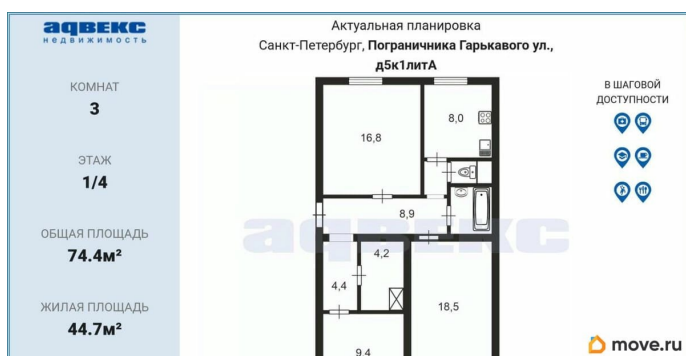 адвекс
НЕДВИЖИМОСТЬ
КОМНАТ
3
ЭТАЖ
1/4
ОБЩАЯ ПЛОЩАДЬ
74.4м²
ЖИЛАЯ ПЛОЩАДЬ
44.7м²
Актуальная планировка
Санкт-Петербург, Пограничника Гарькавого ул.,
д5к1литА
16,8
8,0
8,9
4,2
4,4
18,5
9,4
адвекс
В ШАГОВОЙ
ДОСТУПНОСТИ
move.ru